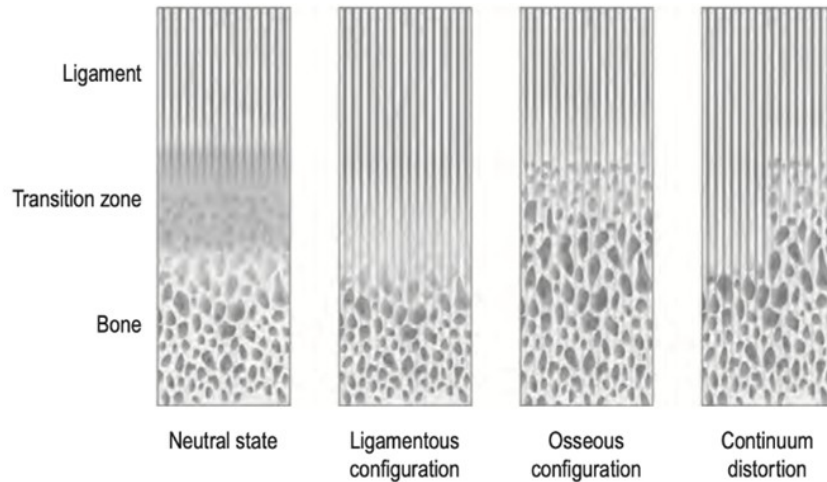 Ligament
Transition zone
Bone
Neutral state
Ligamentous
configuration
Osseous
configuration
Continuum
distortion